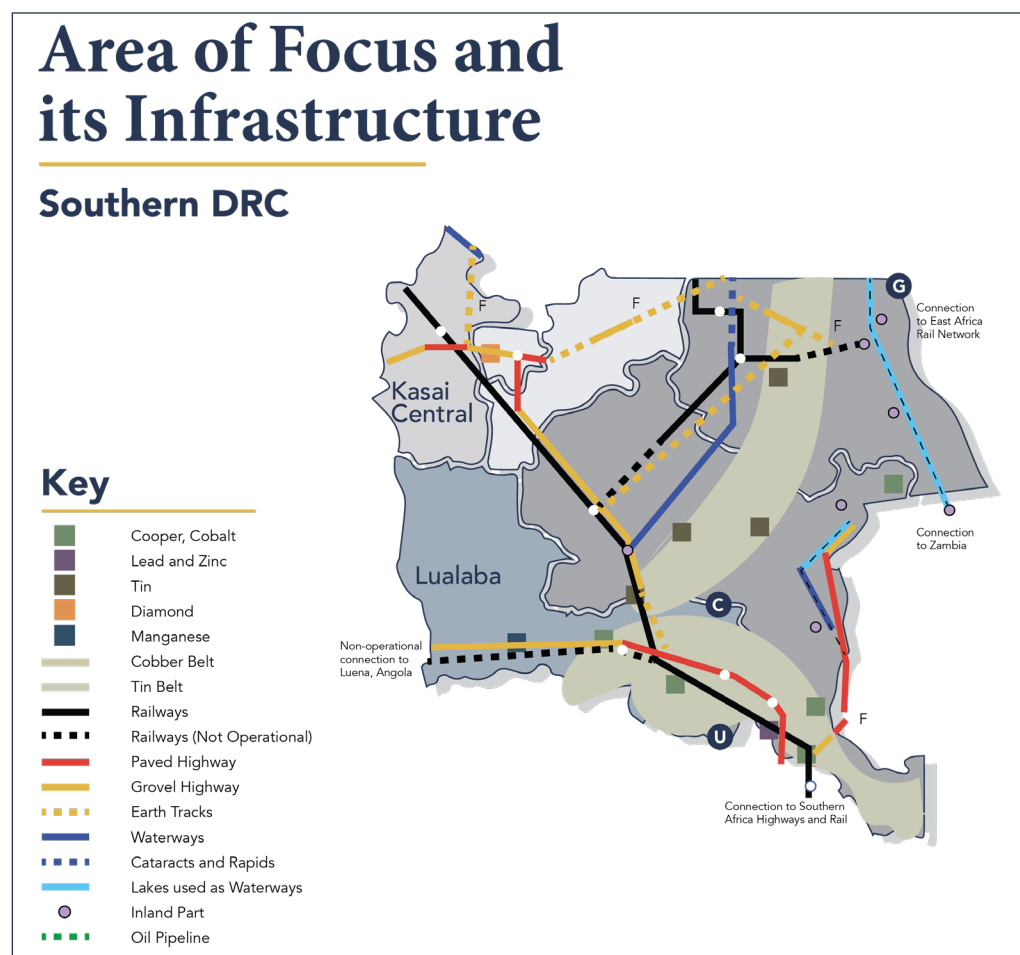 Area of Focus and
its Infrastructure
Southern DRC
F
F
F
G
Connection
to East Africa
Rail Network
Kasai
Central
Key
Cooper, Cobalt
Lead and Zinc
Tin
Diamond
Manganese
Cobber Belt
Tin Belt
Railways
Railways (Not Operational)
Paved Highway
Grovel Highway
Earth Tracks
Waterways
Cataracts and Rapids
Lakes used as Waterways
Inland Part
Oil Pipeline
Connection
to Zambia
Lualaba
C
Non-operational
connection to
Luena, Angola
F
U
Connection to Southern
Africa Highways and Rail